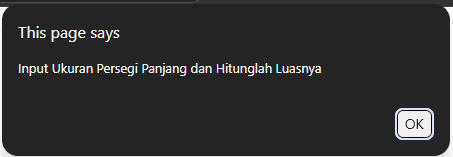 This page says
Input Ukuran Persegi Panjang dan Hitunglah Luasnya
OK